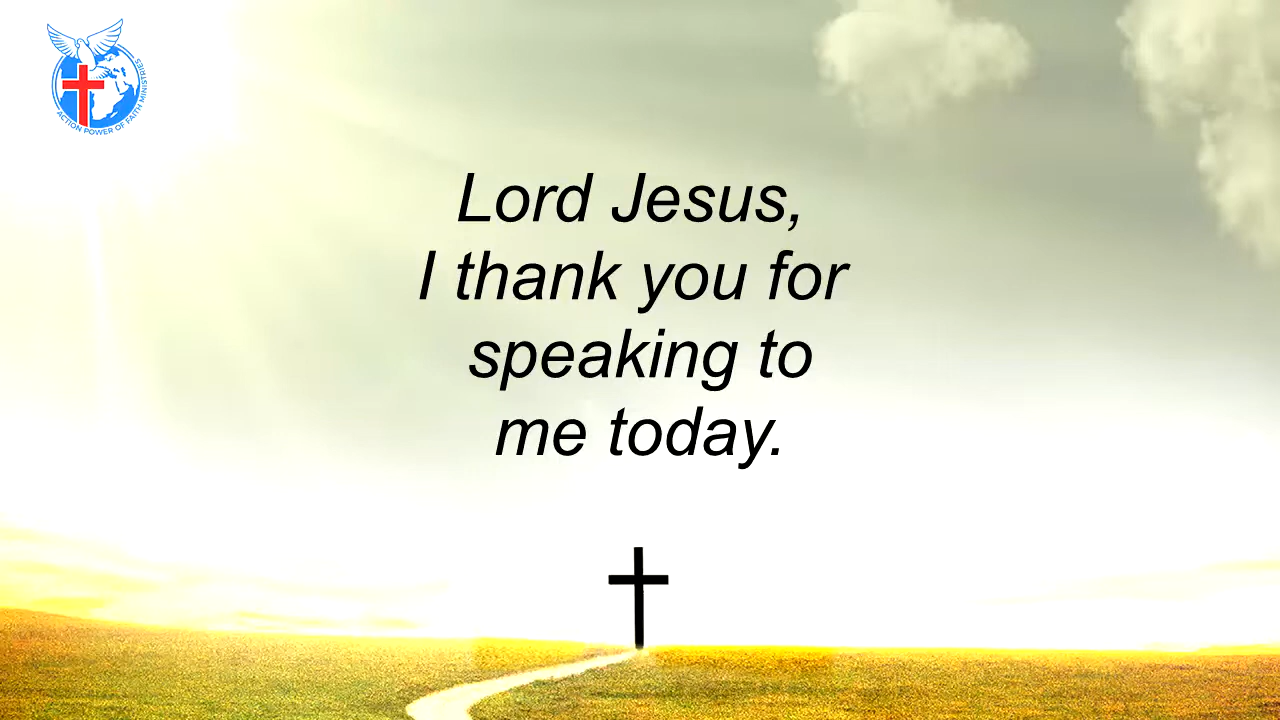 ACTION POWER OF FAITH MINISTRIES
Lord Jesus,
I thank you for
speaking to
me today.